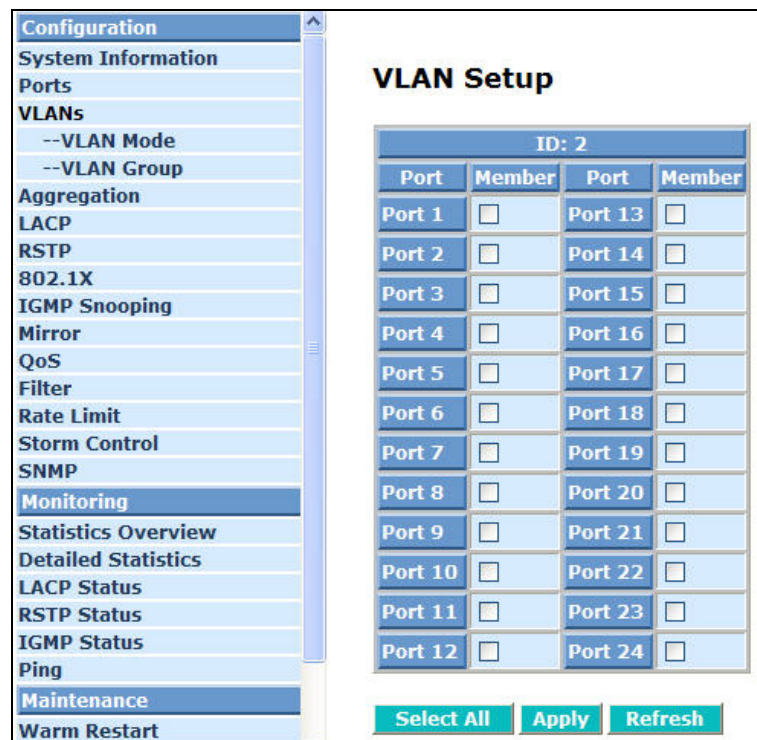 Configuration
System Information
Ports
VLANs
--VLAN Mode
--VLAN Group
Aggregation
LACP
RSTP
802.1X
IGMP Snooping
Mirror
QoS
Filter
Rate Limit
Storm Control
SNMP
Monitoring
Statistics Overview
Detailed Statistics
LACP Status
RSTP Status
IGMP Status
Ping
Maintenance
Warm Restart
VLAN Setup
ID: 2
Port Member Port Member
Port 1 Port 13
Port 2 Port 14
Port 3 Port 15
Port 4 Port 16
Port 5 Port 17
Port 6 Port 18
Port 7 Port 19
Port 8 Port 20
Port 9 Port 21
Port 10 Port 22
Port 11 Port 23
Port 12 Port 24
Select All Apply Refresh